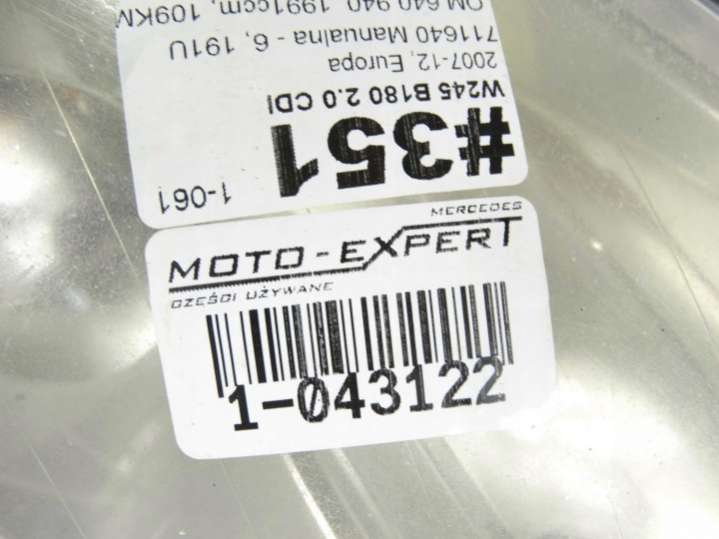 #351
1-061
W245 B180 2.0 CDI
2007-12, Europa
711640 Manualna - 6, 191U
OM 640.940, 1991ccm, 109KM
MERCEDES
MOTO-EXPERT
CZĘŚCI UŻYWANE
1-043122